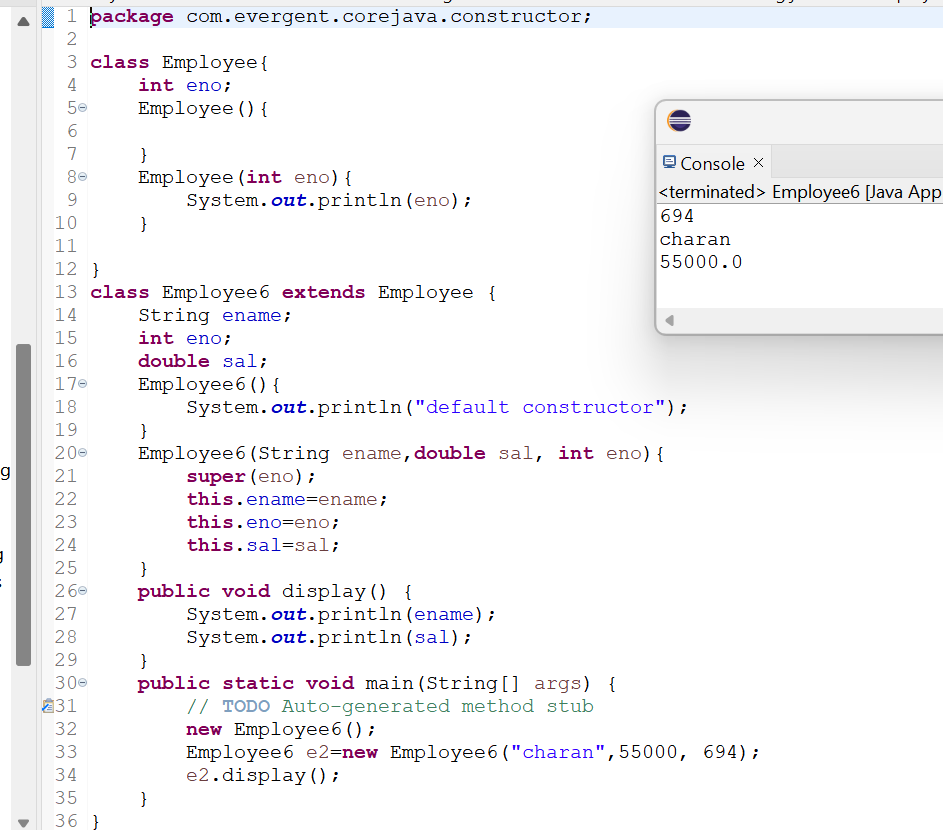 1 package com.evergent.corejava.constructor;
2
3 class Employee{
4     int eno;
5     Employee(){
6
7     }
8     Employee(int eno){
9         System.out.println(eno);
10     }
11
12 }
13 class Employee6 extends Employee {
14     String ename;
15     int eno;
16     double sal;
17     Employee6(){
18         System.out.println("default constructor");
19     }
20     Employee6(String ename,double sal, int eno){
21         super(eno);
22         this.ename=ename;
23         this.eno=eno;
24         this.sal=sal;
25     }
26     public void display() {
27         System.out.println(ename);
28         System.out.println(sal);
29     }
30     public static void main(String[] args) {
31         // TODO Auto-generated method stub
32         new Employee6();
33         Employee6 e2=new Employee6("charan",55000, 694);
34         e2.display();
35     }
36 }
Console
<terminated> Employee6 [Java App
694
charan
55000.0